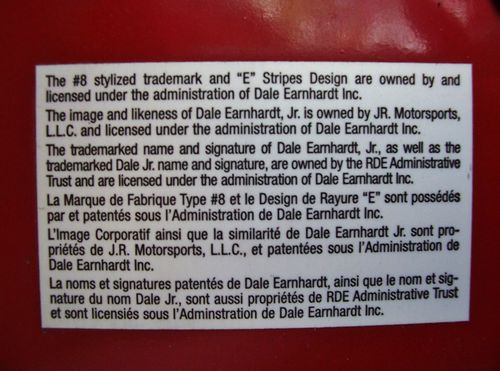 The #8 stylized trademark and “E” Stripes Design are owned by and
licensed under the administration of Dale Earnhardt Inc.
The image and likeness of Dale Earnhardt, Jr. is owned by JR. Motorsports,
L.L.C. and licensed under the administration of Dale Earnhardt Inc.
The trademarked name and signature of Dale Earnhardt, Jr., as well as the
trademarked Dale Jr. name and signature, are owned by the RDE Administrative
Trust and are licensed under the administration of Dale Earnhardt Inc.
La Marque de Fabrique Type #8 et le Design de Rayure “E” sont possédés
par et patentés sous l’Administration de Dale Earnhardt Inc.
L’Image Corporatif ainsi que la similarité de Dale Earnhardt Jr. sont pro-
priétés de J.R. Motorsports, L.L.C., et patentées sous l’Administration de
Dale Earnhardt Inc.
La noms et signatures patentés de Dale Earnhardt, ainsi que le nom et sig-
nature du nom Dale Jr., sont aussi propriétés de RDE Administrative Trust
et sont licensiés sous l’Adminstration de Dale Earnhardt Inc.